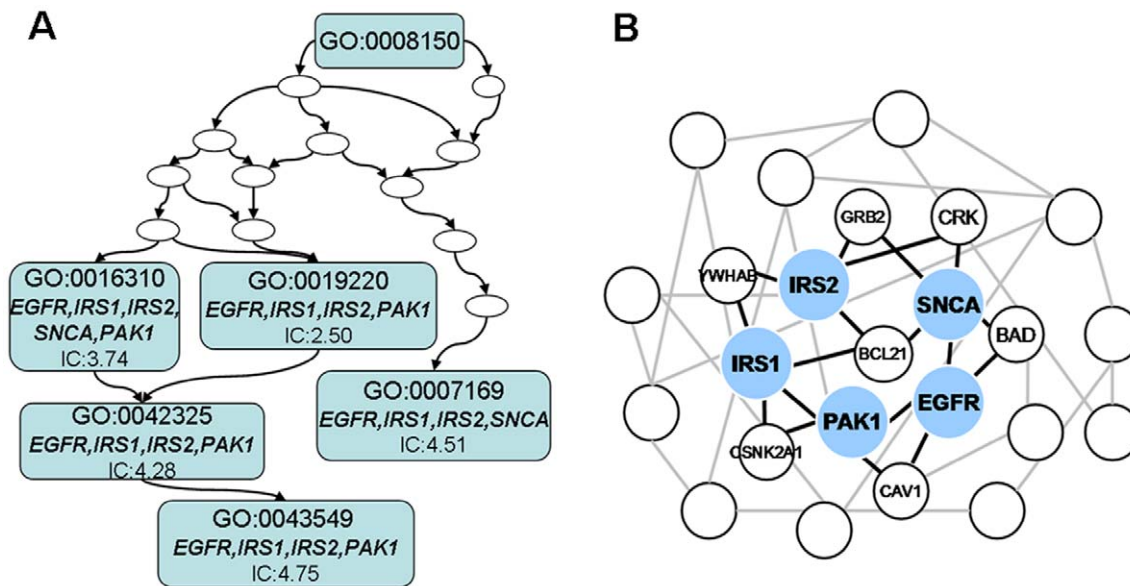 A
GO:0008150
GO:0016310
EGFR,IRS1,IRS2,
SNCA,PAK1
IC:3.74
GO:0019220
EGFR,IRS1,IRS2,PAK1
IC:2.50
GO:0007169
EGFR,IRS1,IRS2,SNCA
IC:4.51
GO:0042325
EGFR,IRS1,IRS2,PAK1
IC:4.28
GO:0043549
EGFR,IRS1,IRS2,PAK1
IC:4.75
B
GRB2
CRK
YWHAB
IRS2
SNCA
BAD
BCL21
IRS1
EGFR
PAK1
CSNK2A1
CAV1